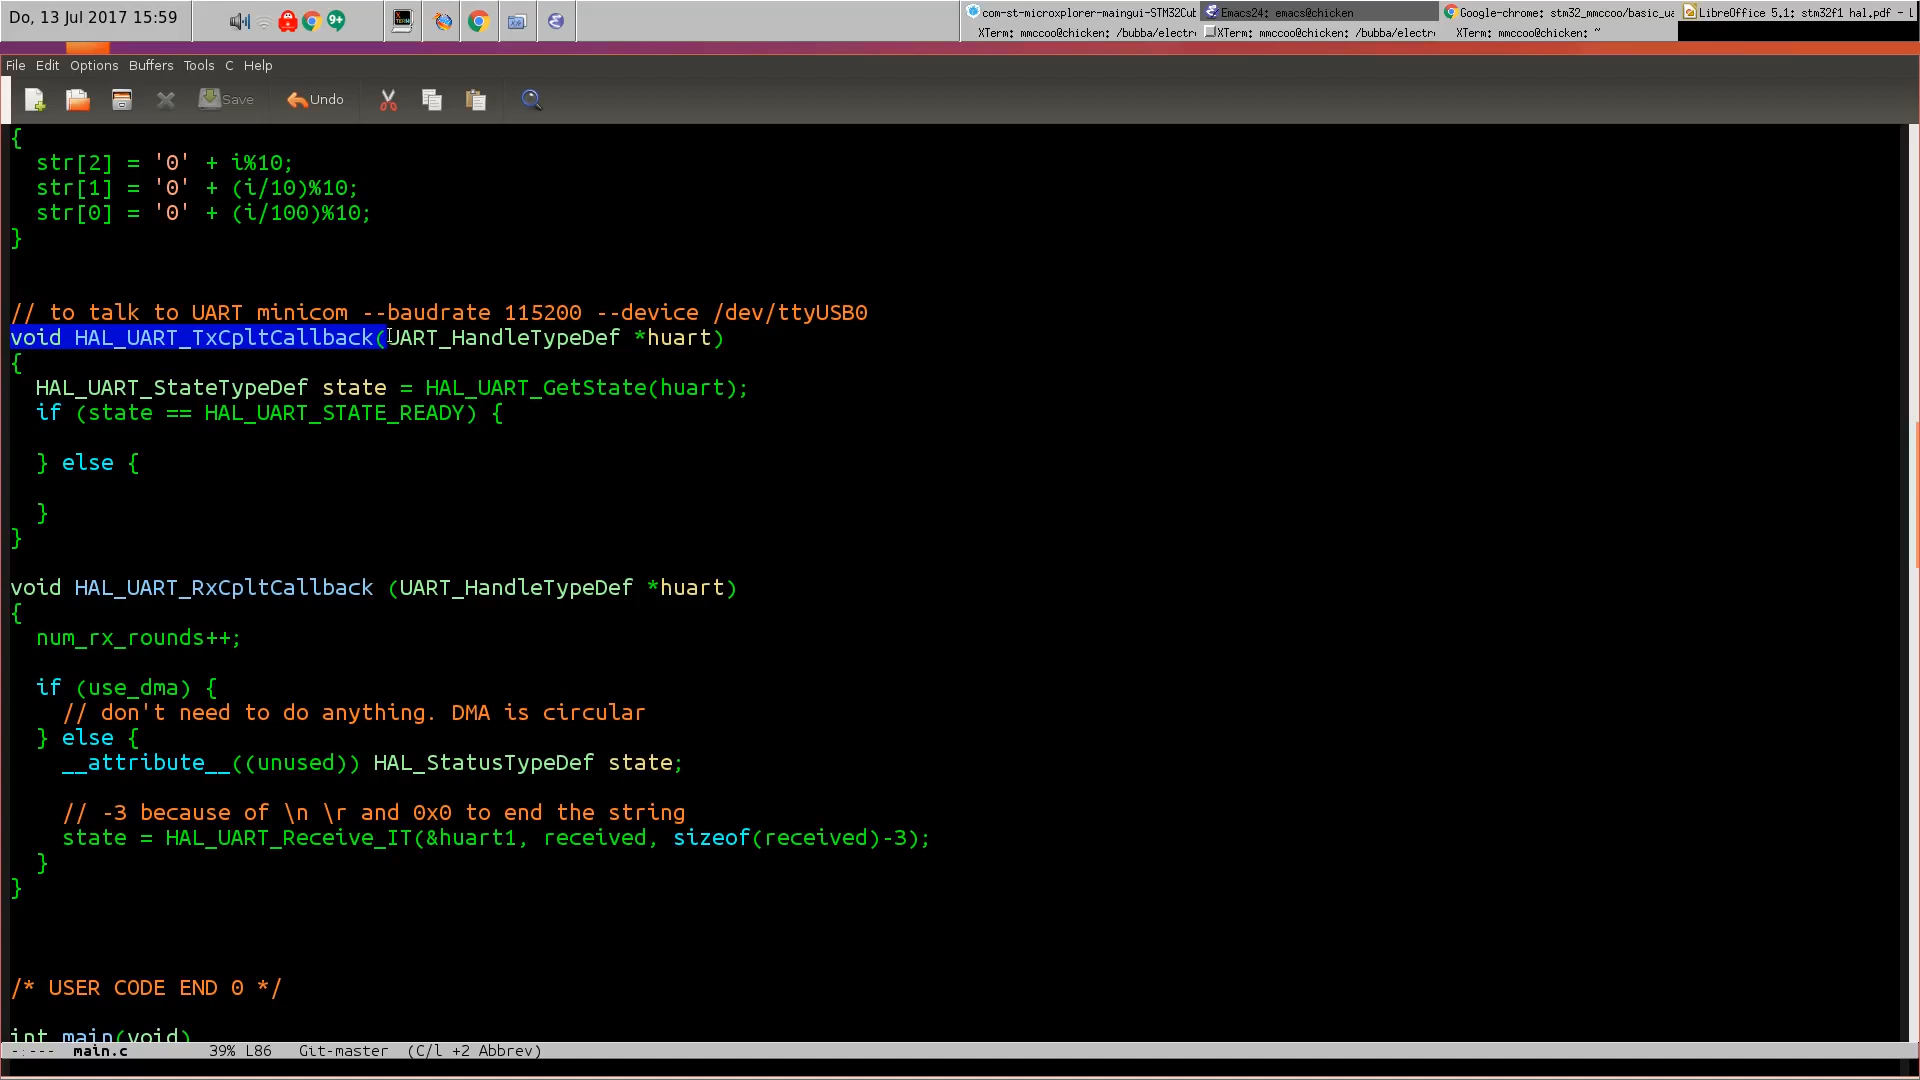 Do, 13 Jul 2017 15:59
9+
com-st-microxplorer-maingui-STM32Cub
Emacs24: emacs@chicken
Google-chrome: stm32_mmccoo/basic_ua
LibreOffice 5.1: stm32f1 hal.pdf - L
XTerm: mmccoo@chicken: /bubba/electr
XTerm: mmccoo@chicken: /bubba/electr
XTerm: mmccoo@chicken: ~
File Edit Options Buffers Tools C Help
Save
Undo
{
str[2] = '0' + i%10;
str[1] = '0' + (i/10)%10;
str[0] = '0' + (i/100)%10;
}
// to talk to UART minicom --baudrate 115200 --device /dev/ttyUSB0
void HAL_UART_TxCpltCallback(UART_HandleTypeDef *huart)
{
HAL_UART_StateTypeDef state = HAL_UART_GetState(huart);
if (state == HAL_UART_STATE_READY) {
} else {
}
}
void HAL_UART_RxCpltCallback (UART_HandleTypeDef *huart)
{
num_rx_rounds++;
if (use_dma) {
// don't need to do anything. DMA is circular
} else {
__attribute__((unused)) HAL_StatusTypeDef state;
// -3 because of \n \r and 0x0 to end the string
state = HAL_UART_Receive_IT(&huart1, received, sizeof(received)-3);
}
}
/* USER CODE END 0 */
int main(void)
-:--- main.c 39% L86 Git-master (C/l +2 Abbrev)